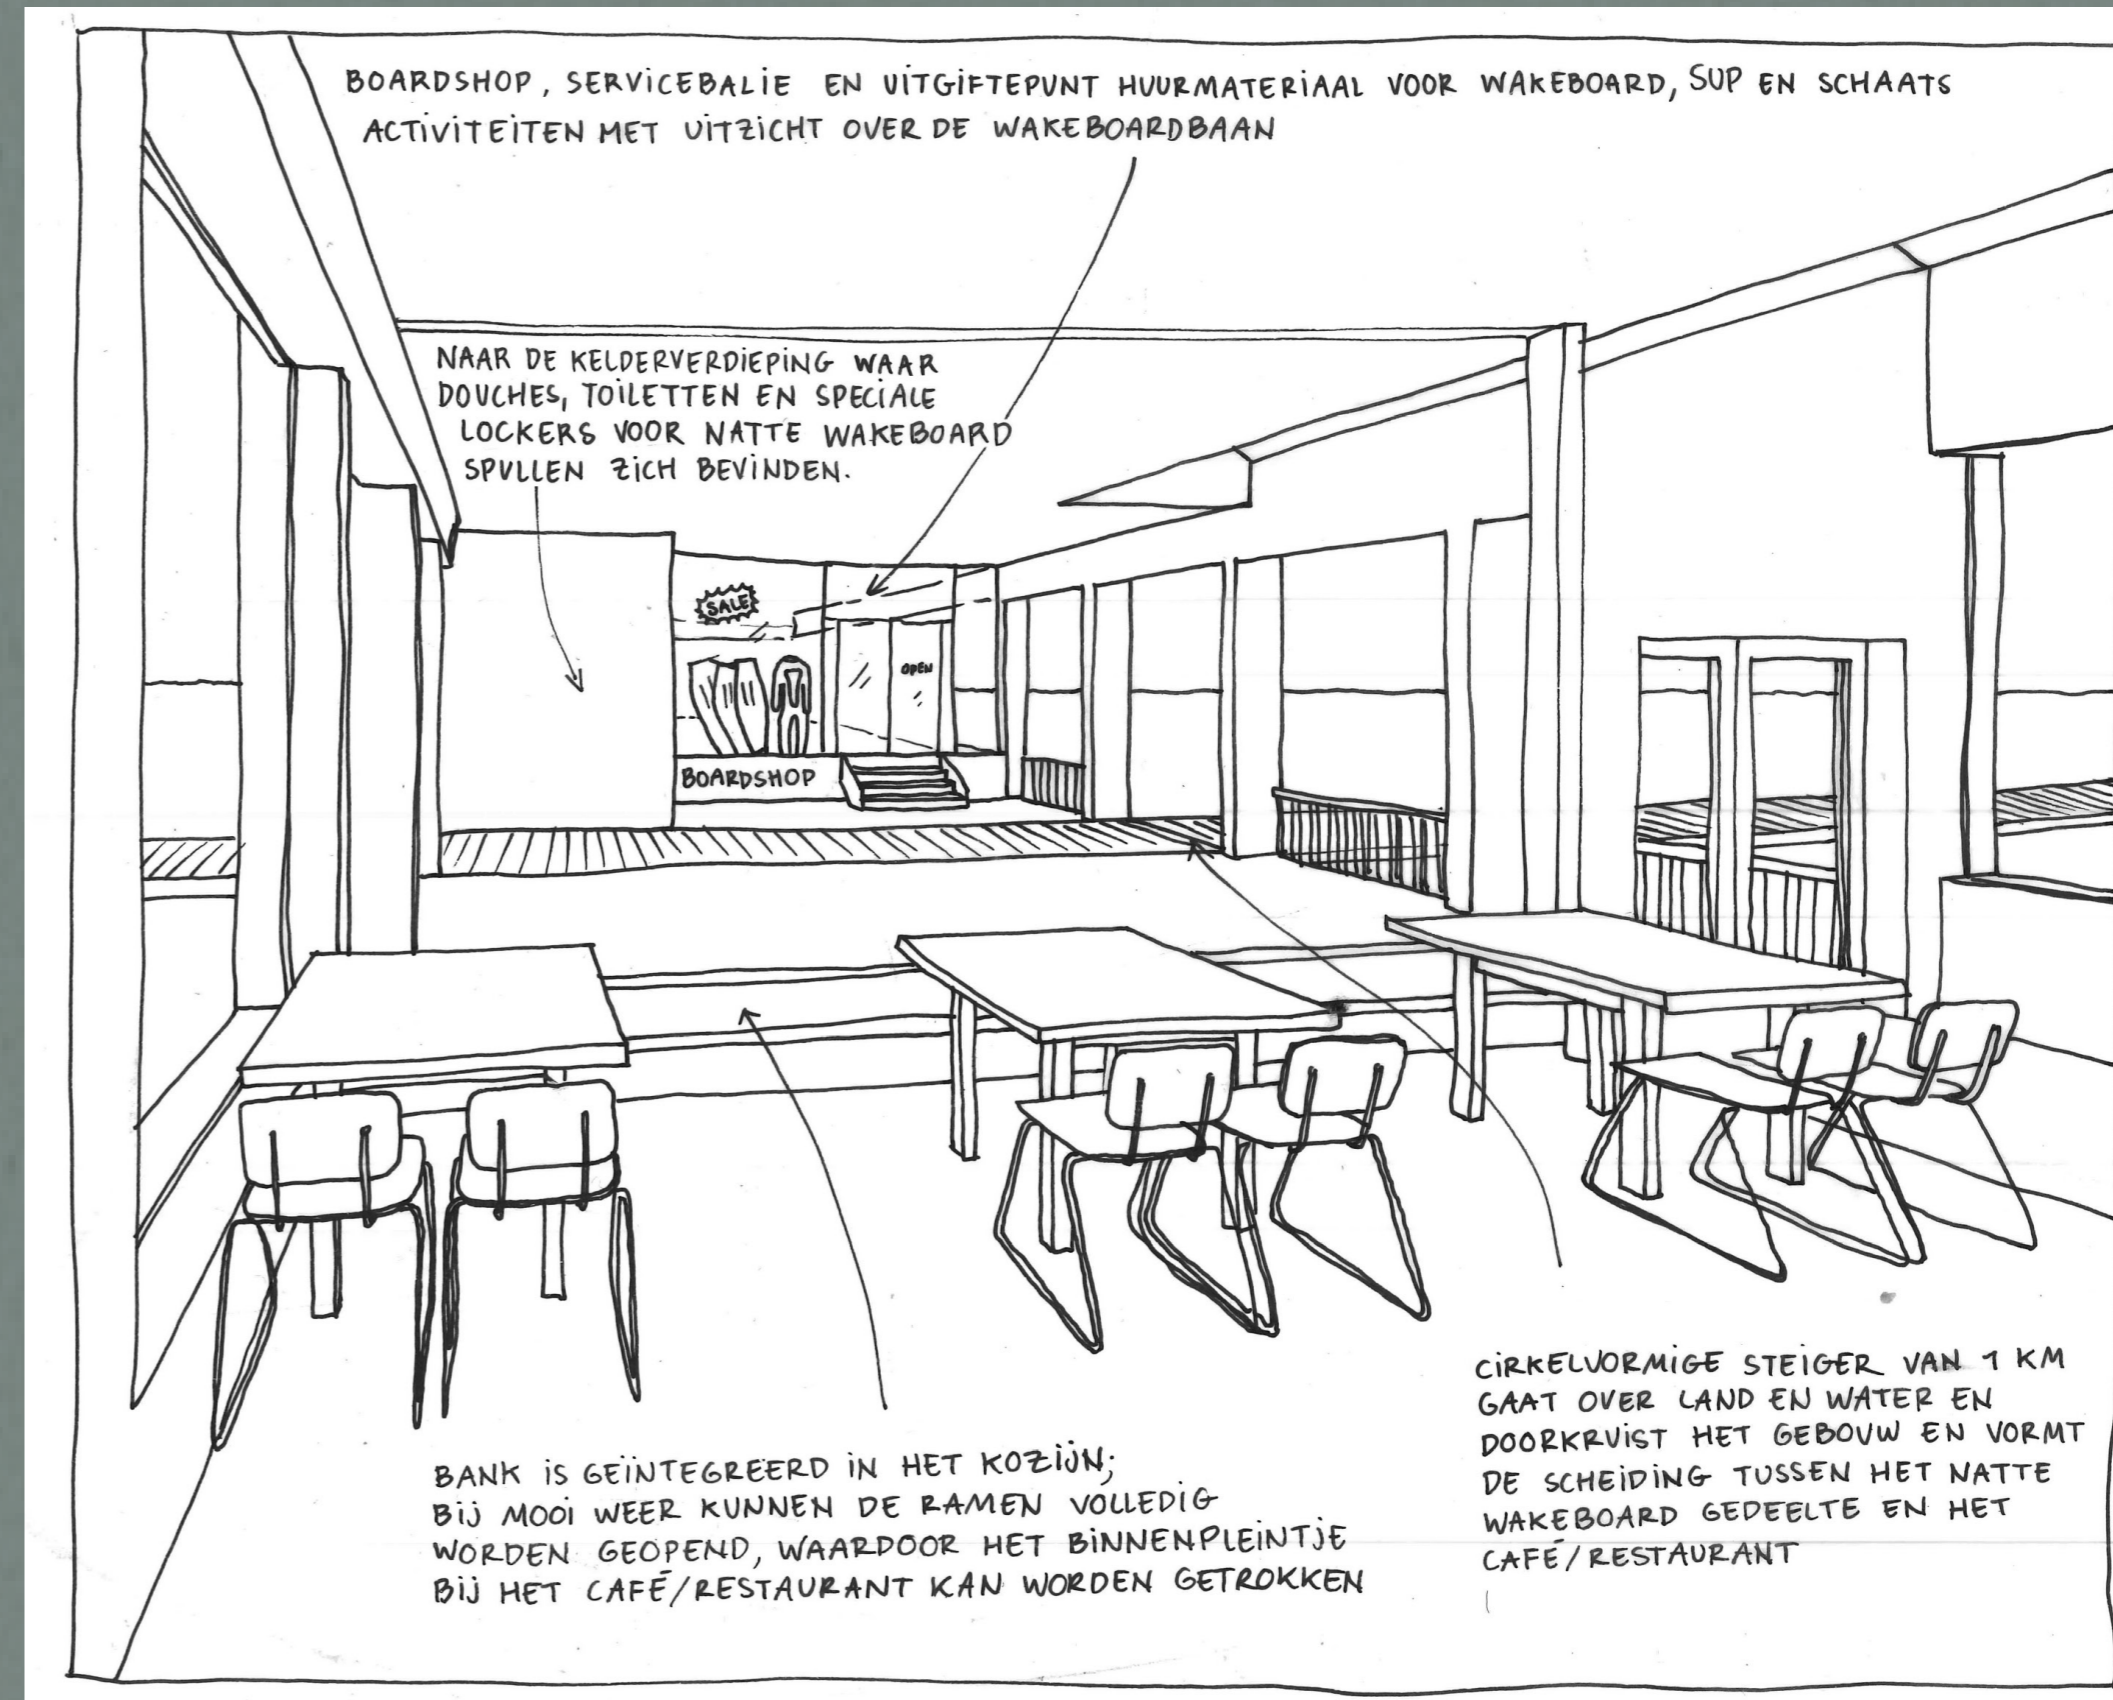 BOARDSHOP, SERVICEBALIE EN UITGIFTEPUNT HUURMATERIAAL VOOR WAKEBOARD, SUP EN SCHAATS
ACTIVITEITEN MET UITZICHT OVER DE WAKEBOARDBAAN
NAAR DE KELDERVERDIEPING WAAR
DOUCHES, TOILETTEN EN SPECIALE
LOCKERS VOOR NATTE WAKEBOARD
SPULLEN ZICH BEVINDEN.
SALE
OPEN
BOARDSHOP
BANK IS GEÏNTEGREERD IN HET KOZIJN;
BIJ MOOI WEER KUNNEN DE RAMEN VOLLEDIG
WORDEN GEOPEND, WAARDOOR HET BINNENPLEINTJE
BIJ HET CAFÉ/RESTAURANT KAN WORDEN GETROKKEN
CIRKELVORMIGE STEIGER VAN 1 KM
GAAT OVER LAND EN WATER EN
DOORKRUIST HET GEBOUW EN VORMT
DE SCHEIDING TUSSEN HET NATTE
WAKEBOARD GEDEELTE EN HET
CAFÉ/RESTAURANT